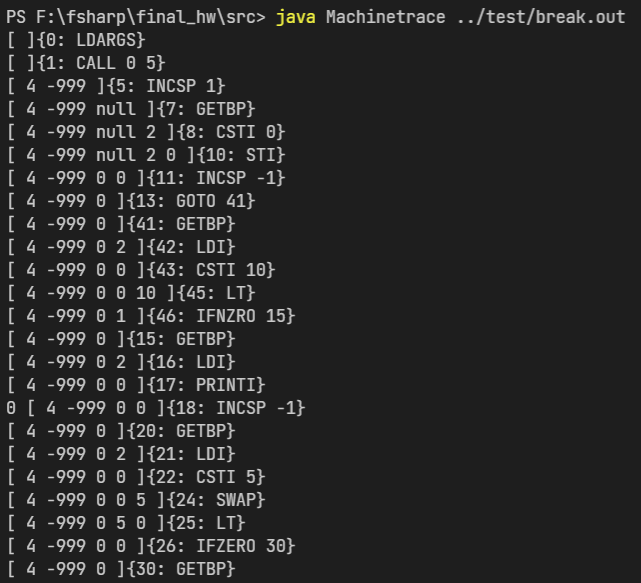 PS F:\fsharp\final_hw\src> java Machinetrace ../test/break.out
[ ]{0: LDARGS}
[ ]{1: CALL 0 5}
[ 4 -999 ]{5: INCSP 1}
[ 4 -999 null ]{7: GETBP}
[ 4 -999 null 2 ]{8: CSTI 0}
[ 4 -999 null 2 0 ]{10: STI}
[ 4 -999 0 0 ]{11: INCSP -1}
[ 4 -999 0 ]{13: GOTO 41}
[ 4 -999 0 ]{41: GETBP}
[ 4 -999 0 2 ]{42: LDI}
[ 4 -999 0 0 ]{43: CSTI 10}
[ 4 -999 0 0 10 ]{45: LT}
[ 4 -999 0 1 ]{46: IFNZRO 15}
[ 4 -999 0 ]{15: GETBP}
[ 4 -999 0 2 ]{16: LDI}
[ 4 -999 0 0 ]{17: PRINTI}
0 [ 4 -999 0 0 ]{18: INCSP -1}
[ 4 -999 0 ]{20: GETBP}
[ 4 -999 0 2 ]{21: LDI}
[ 4 -999 0 0 ]{22: CSTI 5}
[ 4 -999 0 0 5 ]{24: SWAP}
[ 4 -999 0 5 0 ]{25: LT}
[ 4 -999 0 0 ]{26: IFZERO 30}
[ 4 -999 0 ]{30: GETBP}